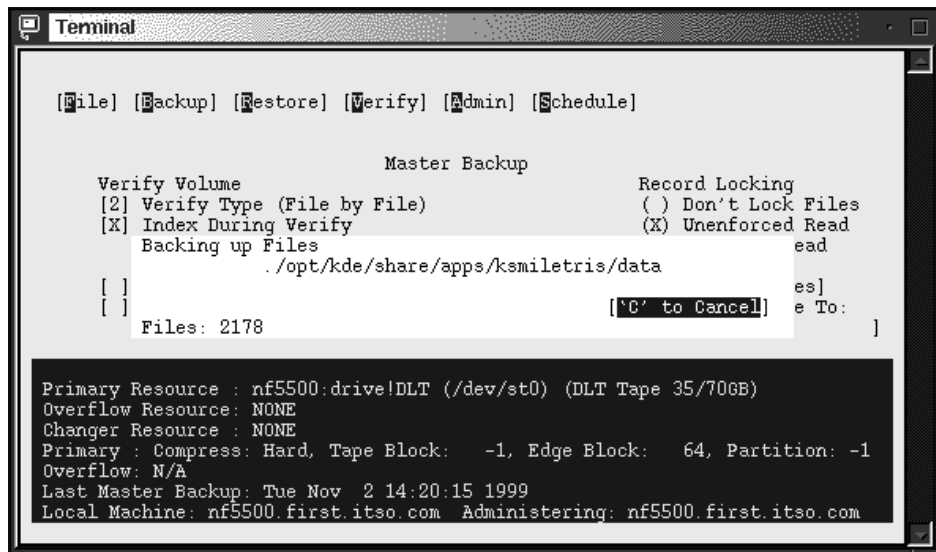 Terminal
[File] [Backup] [Restore] [Verify] [Admin] [Schedule]
Master Backup
Verify Volume Record Locking
[2] Verify Type (File by File) ( ) Don't Lock Files
[X] Index During Verify (X) Unenforced Read
Backing up Files ead
./opt/kde/share/apps/ksmiletris/data
[ ] es]
[ ] ['C' to Cancel] e To:
Files: 2178 ]
Primary Resource : nf5500:drive!DLT (/dev/st0) (DLT Tape 35/70GB)
Overflow Resource: NONE
Changer Resource : NONE
Primary : Compress: Hard, Tape Block: -1, Edge Block: 64, Partition: -1
Overflow: N/A
Last Master Backup: Tue Nov 2 14:20:15 1999
Local Machine: nf5500.first.itso.com Administering: nf5500.first.itso.com